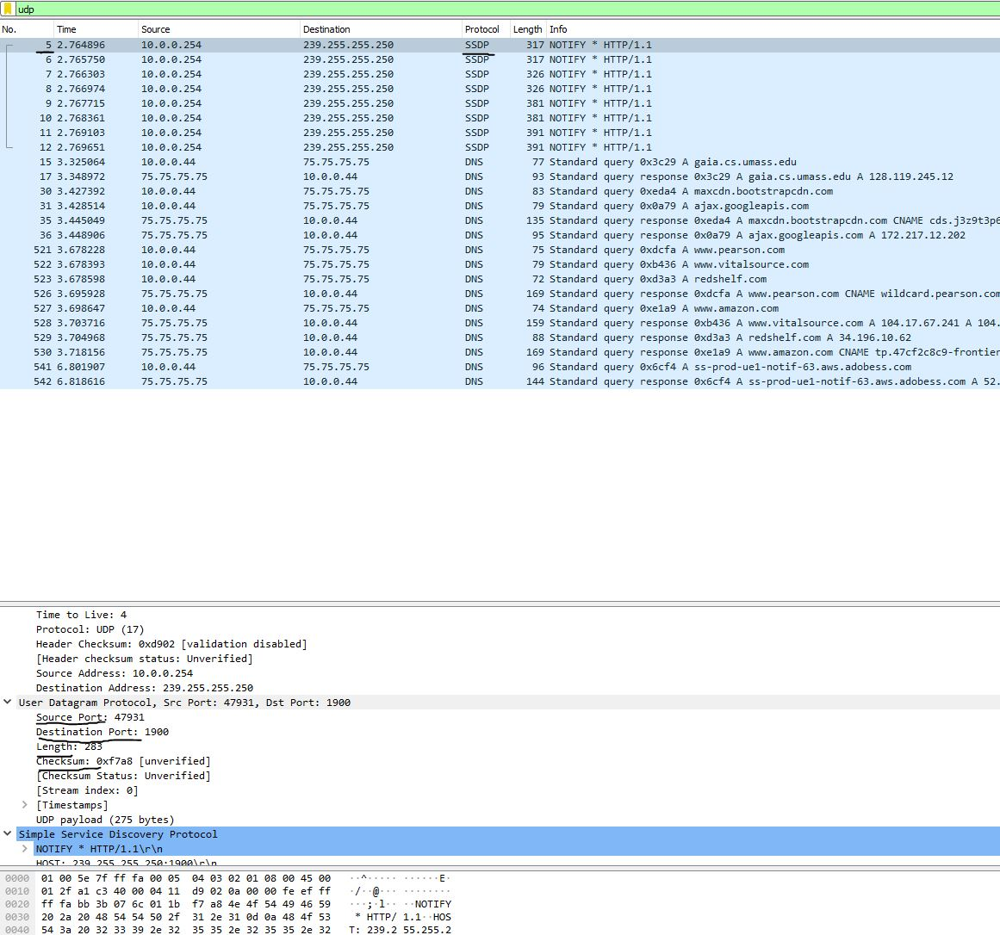 udp
No. Time Source Destination Protocol Length Info
5 2.764896 10.0.0.254 239.255.255.250 SSDP 317 NOTIFY * HTTP/1.1
6 2.765750 10.0.0.254 239.255.255.250 SSDP 317 NOTIFY * HTTP/1.1
7 2.766303 10.0.0.254 239.255.255.250 SSDP 326 NOTIFY * HTTP/1.1
8 2.766974 10.0.0.254 239.255.255.250 SSDP 326 NOTIFY * HTTP/1.1
9 2.767715 10.0.0.254 239.255.255.250 SSDP 381 NOTIFY * HTTP/1.1
10 2.768361 10.0.0.254 239.255.255.250 SSDP 381 NOTIFY * HTTP/1.1
11 2.769103 10.0.0.254 239.255.255.250 SSDP 391 NOTIFY * HTTP/1.1
12 2.769651 10.0.0.254 239.255.255.250 SSDP 391 NOTIFY * HTTP/1.1
15 3.325064 10.0.0.44 75.75.75.75 DNS 77 Standard query 0x3c29 A gaia.cs.umass.edu
17 3.348972 75.75.75.75 10.0.0.44 DNS 93 Standard query response 0x3c29 A gaia.cs.umass.edu A 128.119.245.12
30 3.427392 10.0.0.44 75.75.75.75 DNS 83 Standard query 0xeda4 A maxcdn.bootstrapcdn.com
31 3.428514 10.0.0.44 75.75.75.75 DNS 79 Standard query 0x0a79 A ajax.googleapis.com
35 3.445049 75.75.75.75 10.0.0.44 DNS 135 Standard query response 0xeda4 A maxcdn.bootstrapcdn.com CNAME cds.j3z9t3p6
36 3.448906 75.75.75.75 10.0.0.44 DNS 95 Standard query response 0x0a79 A ajax.googleapis.com A 172.217.12.202
521 3.678228 10.0.0.44 75.75.75.75 DNS 75 Standard query 0xdcfa A www.pearson.com
522 3.678393 10.0.0.44 75.75.75.75 DNS 79 Standard query 0xb436 A www.vitalsource.com
523 3.678598 10.0.0.44 75.75.75.75 DNS 72 Standard query 0xd3a3 A redshelf.com
526 3.695928 75.75.75.75 10.0.0.44 DNS 169 Standard query response 0xdcfa A www.pearson.com CNAME wildcard.pearson.com
527 3.698647 10.0.0.44 75.75.75.75 DNS 74 Standard query 0xe1a9 A www.amazon.com
528 3.703716 75.75.75.75 10.0.0.44 DNS 159 Standard query response 0xb436 A www.vitalsource.com A 104.17.67.241 A 104.
529 3.704968 75.75.75.75 10.0.0.44 DNS 88 Standard query response 0xd3a3 A redshelf.com A 34.196.10.62
530 3.718156 75.75.75.75 10.0.0.44 DNS 169 Standard query response 0xe1a9 A www.amazon.com CNAME tp.47cf2c8c9-frontier
541 6.801907 10.0.0.44 75.75.75.75 DNS 96 Standard query 0x6cf4 A ss-prod-ue1-notif-63.aws.adobess.com
542 6.818616 75.75.75.75 10.0.0.44 DNS 144 Standard query response 0x6cf4 A ss-prod-ue1-notif-63.aws.adobess.com A 52.
Time to Live: 4
Protocol: UDP (17)
Header Checksum: 0xd902 [validation disabled]
[Header checksum status: Unverified]
Source Address: 10.0.0.254
Destination Address: 239.255.255.250
User Datagram Protocol, Src Port: 47931, Dst Port: 1900
Source Port: 47931
Destination Port: 1900
Length: 283
Checksum: 0xf7a8 [unverified]
[Checksum Status: Unverified]
[Stream index: 0]
[Timestamps]
UDP payload (275 bytes)
Simple Service Discovery Protocol
NOTIFY * HTTP/1.1\r\n
HOST: 239.255.255.250:1900\r\n
0000 01 00 5e 7f ff fa 00 05 04 03 02 01 08 00 45 00 ··^····· ······E·
0010 01 2f a1 c3 40 00 04 11 d9 02 0a 00 00 fe ef ff ·/··@··· ········
0020 ff fa bb 3b 07 6c 01 1b f7 a8 4e 4f 54 49 46 59 ···;·l·· ··NOTIFY
0030 20 2a 20 48 54 54 50 2f 31 2e 31 0d 0a 48 4f 53 * HTTP/ 1.1··HOS
0040 54 3a 20 32 33 39 2e 32 35 35 2e 32 35 35 2e 32 T: 239.2 55.255.2